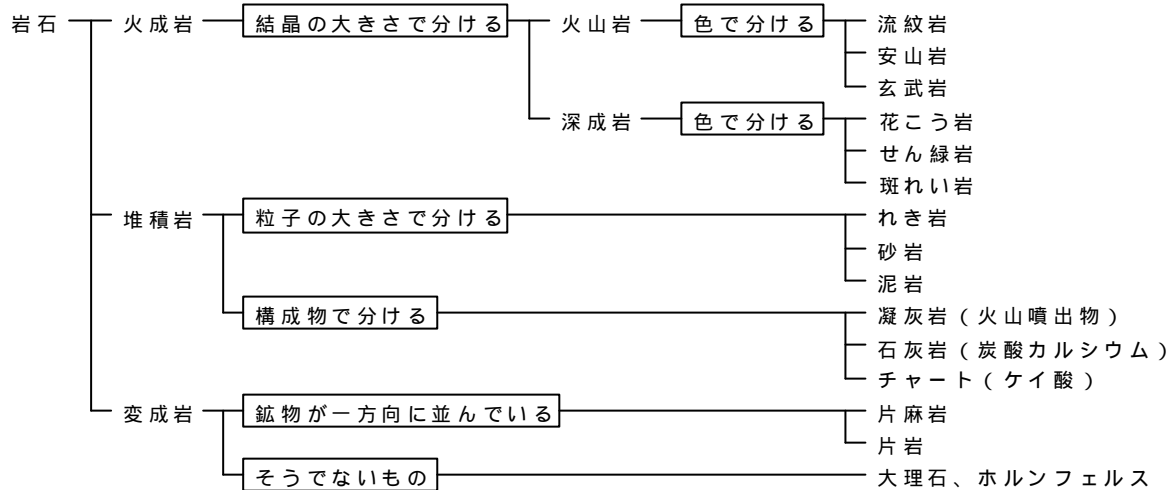 岩石 火成岩 結晶の大きさで分ける 火山岩 色で分ける 流紋岩
安山岩
玄武岩
深成岩 色で分ける 花こう岩
せん緑岩
斑れい岩
堆積岩 粒子の大きさで分ける れき岩
砂岩
泥岩
構成物で分ける 凝灰岩(火山噴出物)
石灰岩(炭酸カルシウム)
チャート(ケイ酸)
変成岩 鉱物が一方向に並んでいる 片麻岩
片岩
そうでないもの 大理石、ホルンフェルス